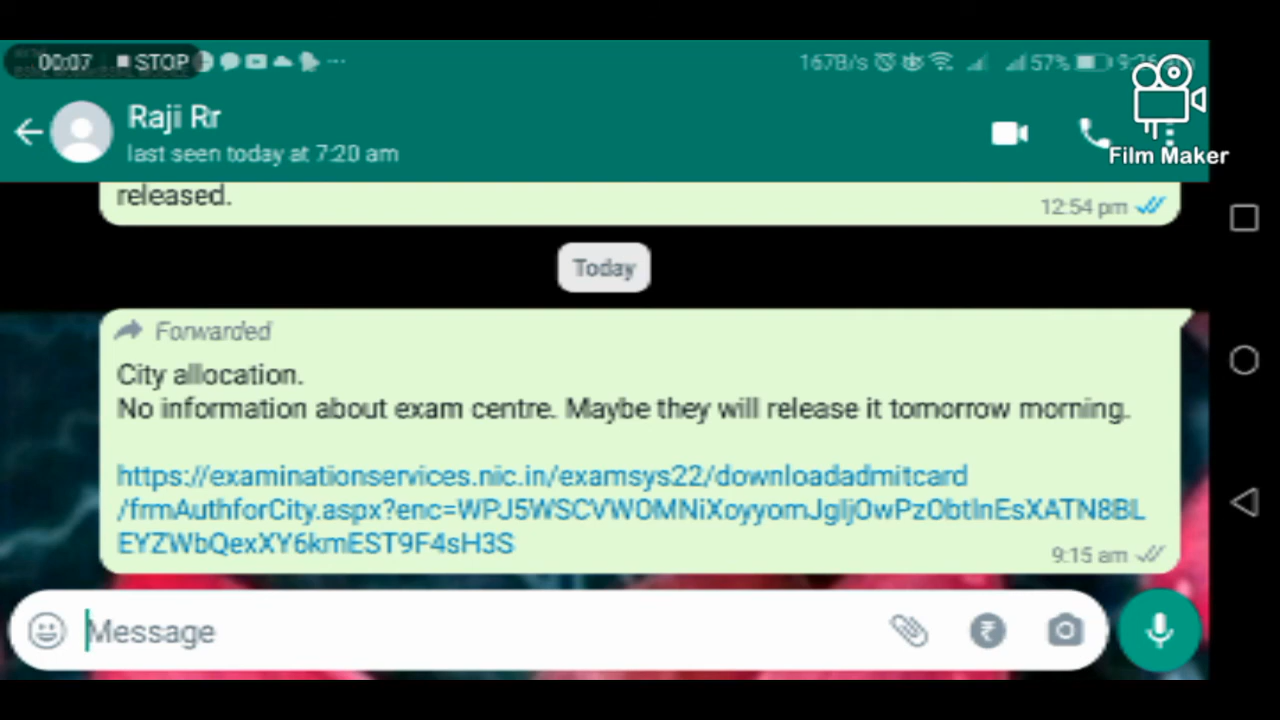 00:07 STOP 167B/s 57%
Film Maker
Raji Rr
last seen today at 7:20 am
released.
12:54 pm
Today
Forwarded
City allocation.
No information about exam centre. Maybe they will release it tomorrow morning.
https://examinationservices.nic.in/examsys22/downloadadmitcard
/frmAuthforCity.aspx?enc=WPJ5WSCVWOMNiXoyyomJgljOwPzObtInEsXATN8BL
EYZWbQexXY6kmEST9F4sH3S
9:15 am
Message